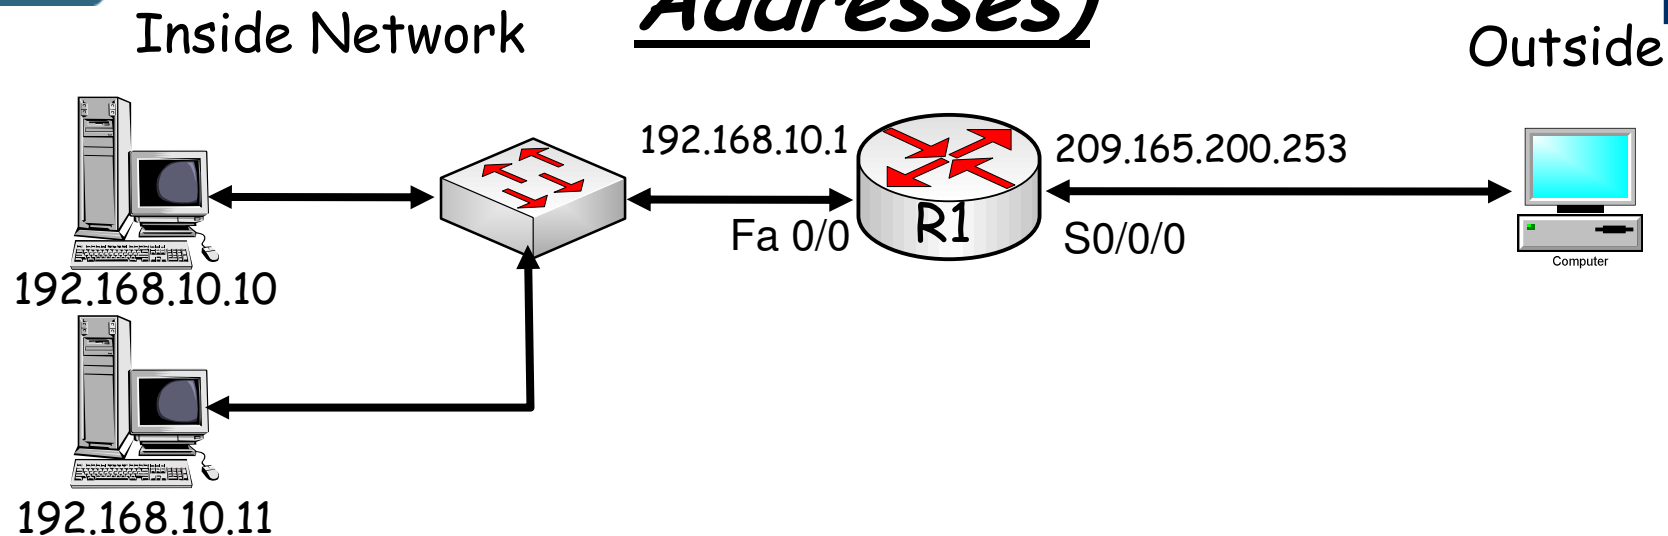 Addresses)
Inside Network
Outside
192.168.10.1
209.165.200.253
Fa 0/0
R1
S0/0/0
Computer
192.168.10.10
192.168.10.11